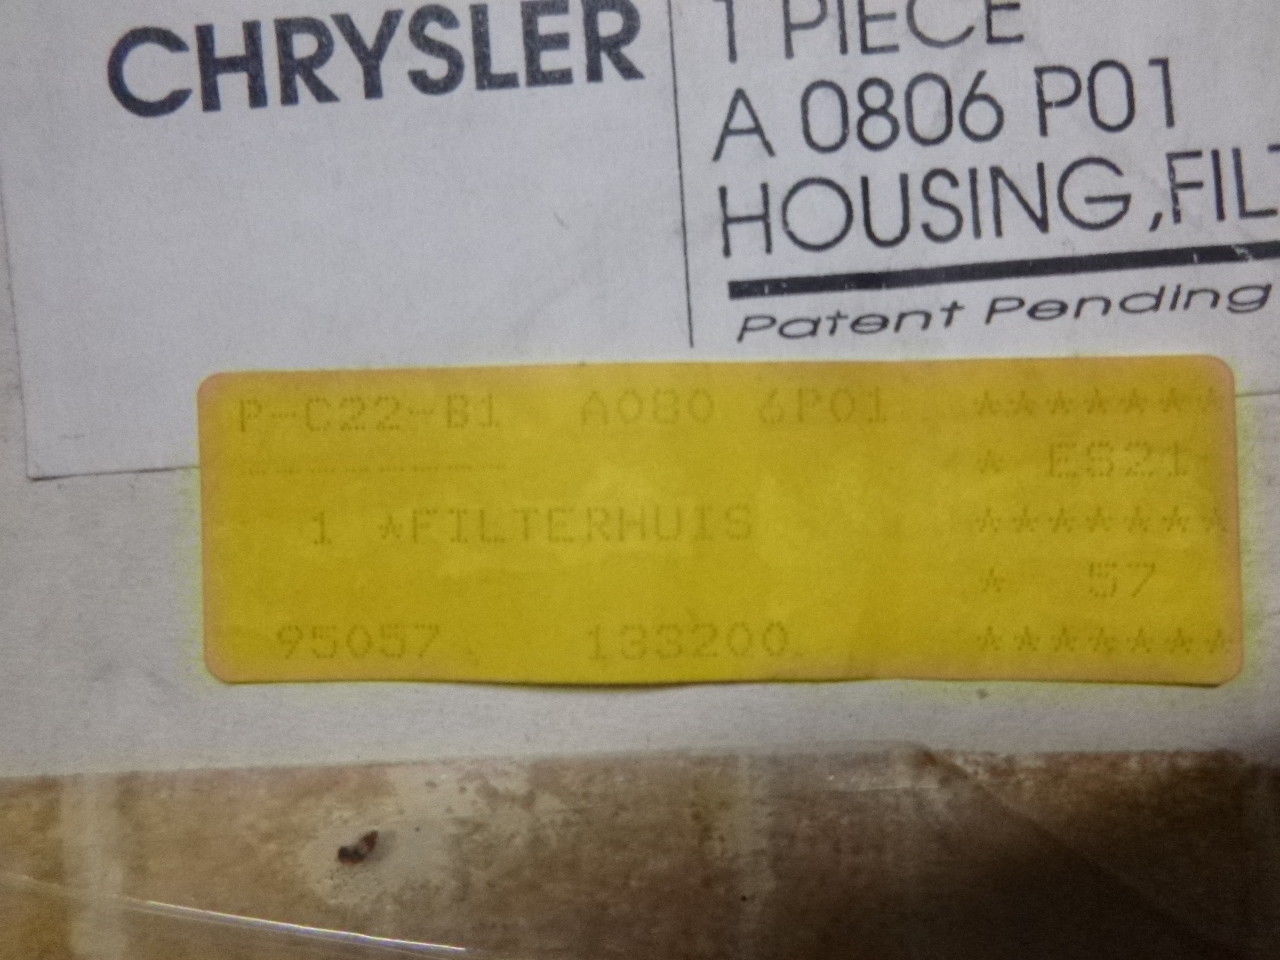 CHRYSLER
1 PIECE
A 0806 P01
HOUSING,FIL
Patent Pending
P-C22-B1 A080 6P01 *******
* ES21
1 *FILTERHUIS *******
* 57
95057 133200 *******